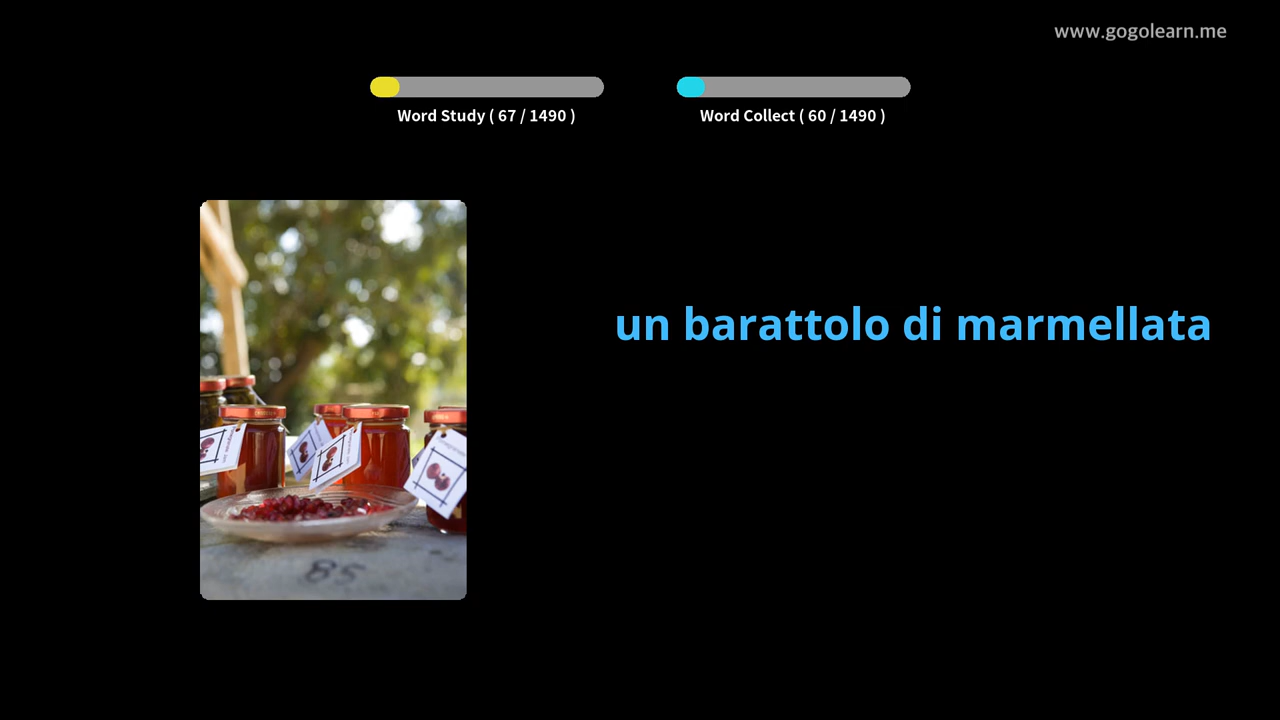 www.gogolearn.me
Word Study ( 67 / 1490 )
Word Collect ( 60 / 1490 )
un barattolo di marmellata
85